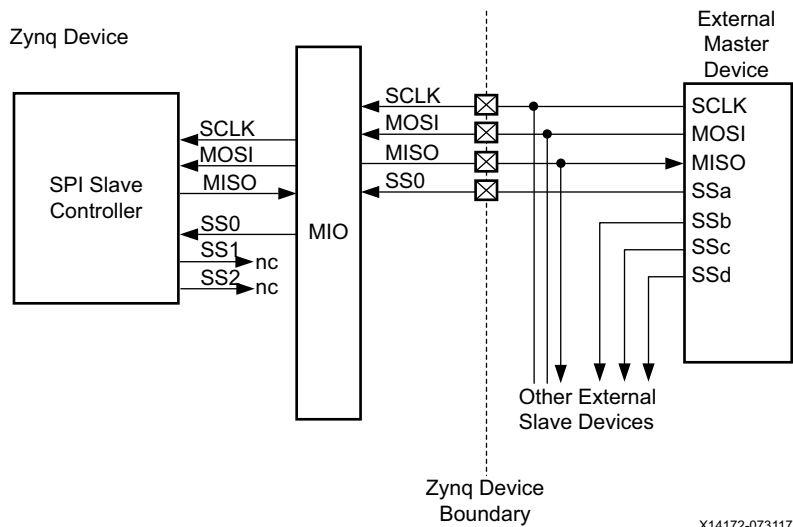 Zynq Device
External
Master
Device
SPI Slave
Controller
SCLK
MOSI
MISO
SS0
SS1
nc
SS2
nc
MIO
SCLK
MOSI
MISO
SS0
SCLK
MOSI
MISO
SSa
SSb
SSc
SSd
Other External
Slave Devices
Zynq Device
Boundary
X14172-073117